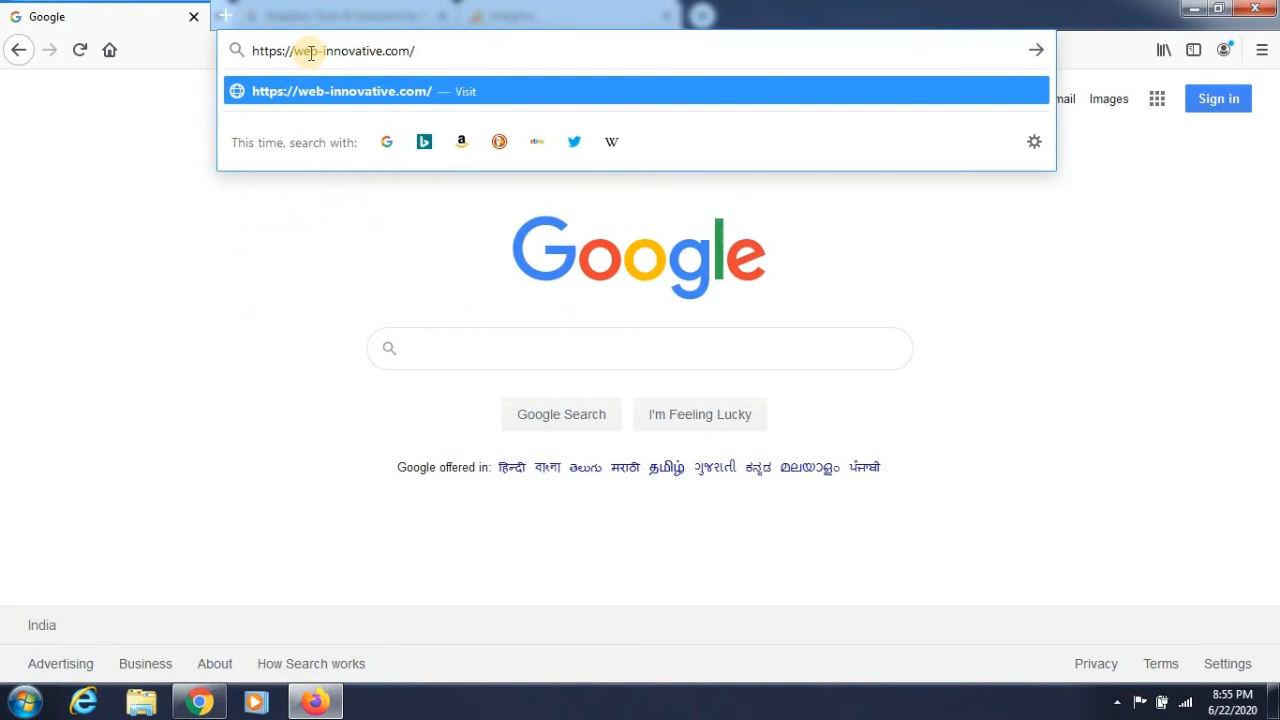 Google
https://web-innovative.com/
https://web-innovative.com/ — Visit
mail Images Sign in
This time, search with:
Google
Google Search I'm Feeling Lucky
Google offered in: हिन्दी বাংলা తెలుగు मराठी தமிழ் ગુજરાતી ಕನ್ನಡ മലയാളം ਪੰਜਾਬੀ
India
Advertising Business About How Search works Privacy Terms Settings
8:55 PM
6/22/2020